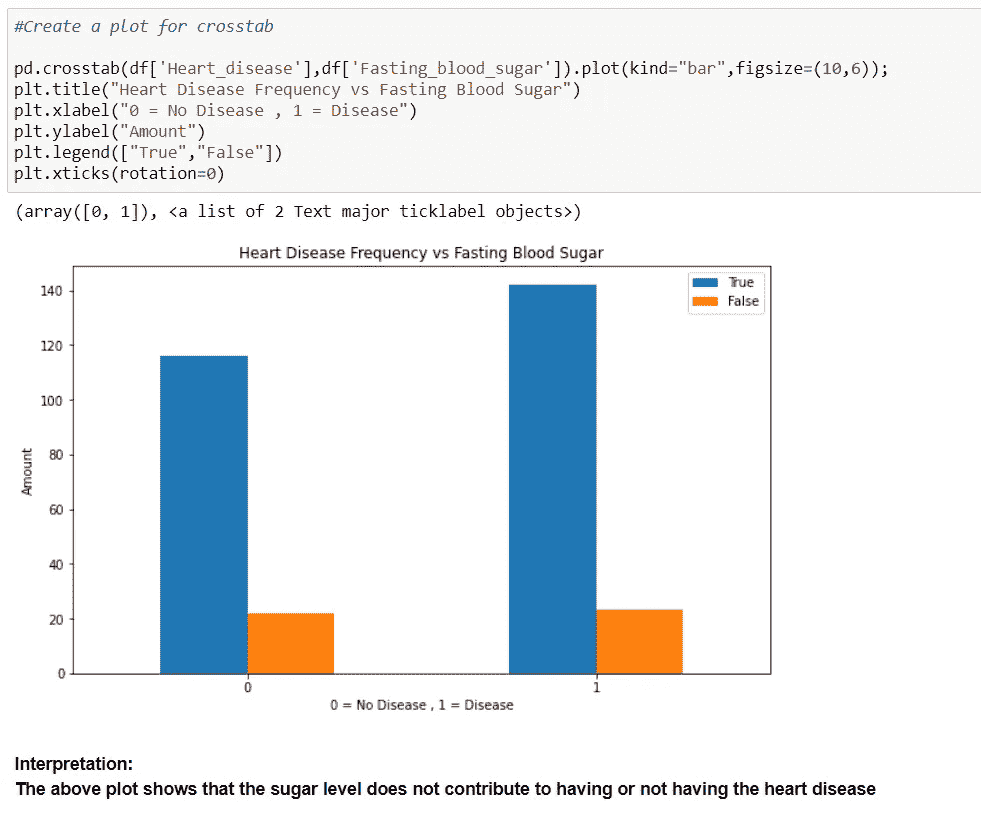 #Create a plot for crosstab
pd.crosstab(df['Heart_disease'],df['Fasting_blood_sugar']).plot(kind="bar",figsize=(10,6));
plt.title("Heart Disease Frequency vs Fasting Blood Sugar")
plt.xlabel("0 = No Disease , 1 = Disease")
plt.ylabel("Amount")
plt.legend(["True","False"])
plt.xticks(rotation=0)
(array([0, 1]), <a list of 2 Text major ticklabel objects>)
Heart Disease Frequency vs Fasting Blood Sugar
True
False
140
120
100
80
60
40
20
0
Amount
0 1
0 = No Disease , 1 = Disease
Interpretation:
The above plot shows that the sugar level does not contribute to having or not having the heart disease